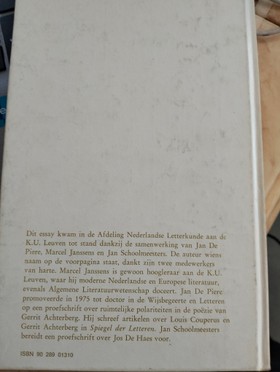 Dit essay kwam in de Afdeling Nederlandse Letterkunde aan de
K.U. Leuven tot stand dankzij de samenwerking van Jan De
Piere, Marcel Janssens en Jan Schoolmeesters. De auteur wiens
naam op de voorpagina staat, dankt zijn twee medewerkers
van harte. Marcel Janssens is gewoon hoogleraar aan de K.U.
Leuven, waar hij moderne Nederlandse en Europese literatuur,
evenals Algemene Literatuurwetenschap doceert. Jan De Piere
promoveerde in 1975 tot doctor in de Wijsbegeerte en Letteren
op een proefschrift over ruimtelijke polariteiten in de poëzie van
Gerrit Achterberg. Hij schreef artikelen over Louis Couperus en
Gerrit Achterberg in Spiegel der Letteren. Jan Schoolmeesters
bereidt een proefschrift over Jos De Haes voor.
ISBN 90 289 01310